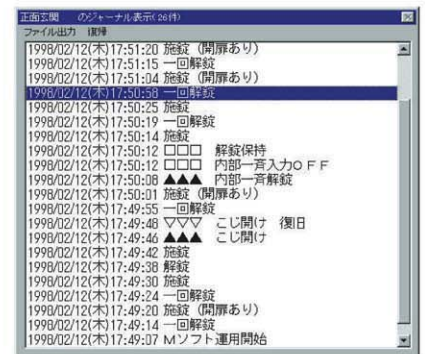 正面玄関 のジャーナル表示(26件)
ファイル出力 復帰
1998/02/12(木)17:51:20 施錠 (開扉あり)
1998/02/12(木)17:51:15 一回解錠
1998/02/12(木)17:51:04 施錠 (開扉あり)
1998/02/12(木)17:50:58 一回解錠
1998/02/12(木)17:50:25 施錠
1998/02/12(木)17:50:19 一回解錠
1998/02/12(木)17:50:14 施錠
1998/02/12(木)17:50:12 □□□ 解錠保持
1998/02/12(木)17:50:12 □□□ 内部一斉入力OFF
1998/02/12(木)17:50:08 ▲▲▲ 内部一斉解錠
1998/02/12(木)17:50:01 施錠 (開扉あり)
1998/02/12(木)17:49:55 一回解錠
1998/02/12(木)17:49:48 ▽▽▽ こじ開け 復旧
1998/02/12(木)17:49:46 ▲▲▲ こじ開け
1998/02/12(木)17:49:42 施錠
1998/02/12(木)17:49:38 解錠
1998/02/12(木)17:49:30 施錠
1998/02/12(木)17:49:24 一回解錠
1998/02/12(木)17:49:20 施錠 (開扉あり)
1998/02/12(木)17:49:14 一回解錠
1998/02/12(木)17:49:07 Mソフト運用開始